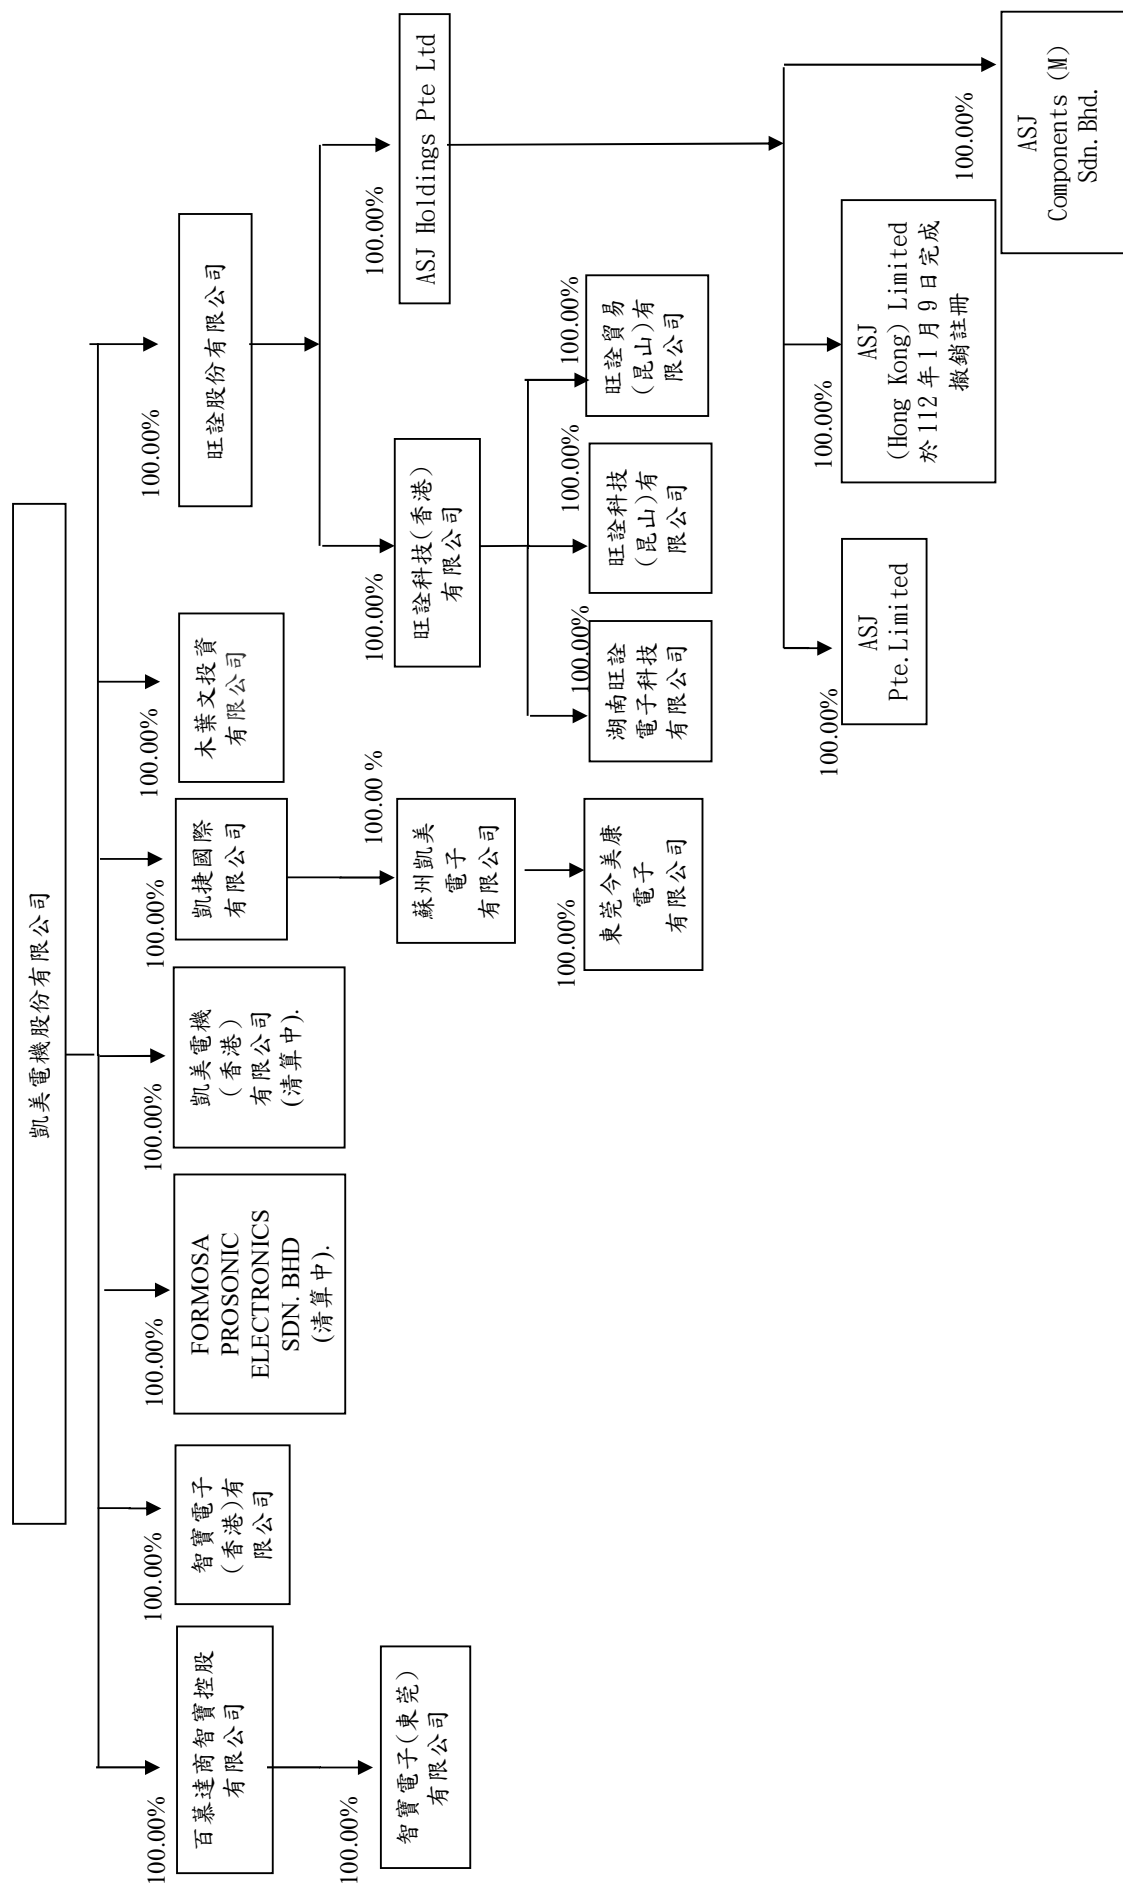 凱美電機股份有限公司
100.00%
百慕達商智寶控股
有限公司
100.00%
智寶電子
(香港)有
限公司
100.00%
FORMOSA
PROSONIC
ELECTRONICS
SDN. BHD
(清算中).
100.00%
凱美電機
(香港)
有限公司
(清算中).
100.00%
凱捷國際
有限公司
100.00%
木葉文投資
有限公司
100.00%
旺詮股份有限公司
100.00%
智寶電子(東莞)
有限公司
100.00 %
蘇州凱美
電子
有限公司
100.00%
旺詮科技(香港)
有限公司
100.00%
ASJ Holdings Pte Ltd
100.00%
東莞今美康
電子
有限公司
100.00%
湖南旺詮
電子科技
有限公司
100.00%
旺詮科技
(昆山)有
限公司
100.00%
旺詮貿易
(昆山)有
限公司
100.00%
ASJ
Pte.Limited
100.00%
ASJ
(Hong Kong) Limited
於 112 年 1 月 9 日完成
撤銷註冊
100.00%
ASJ
Components (M)
Sdn.Bhd.